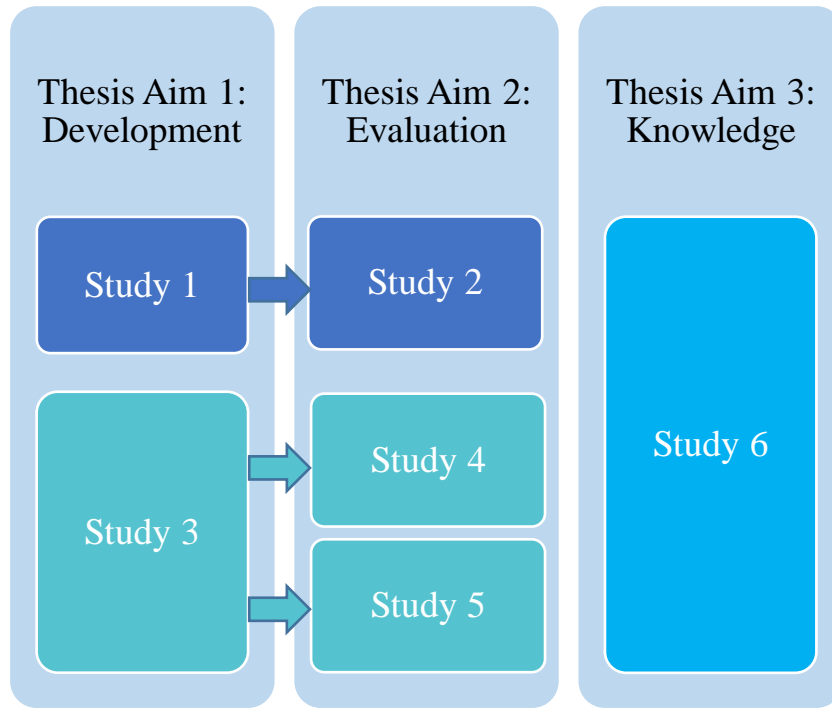 Thesis Aim 1:
Development
Study 1
Study 3
Thesis Aim 2:
Evaluation
Study 2
Study 4
Study 5
Thesis Aim 3:
Knowledge
Study 6